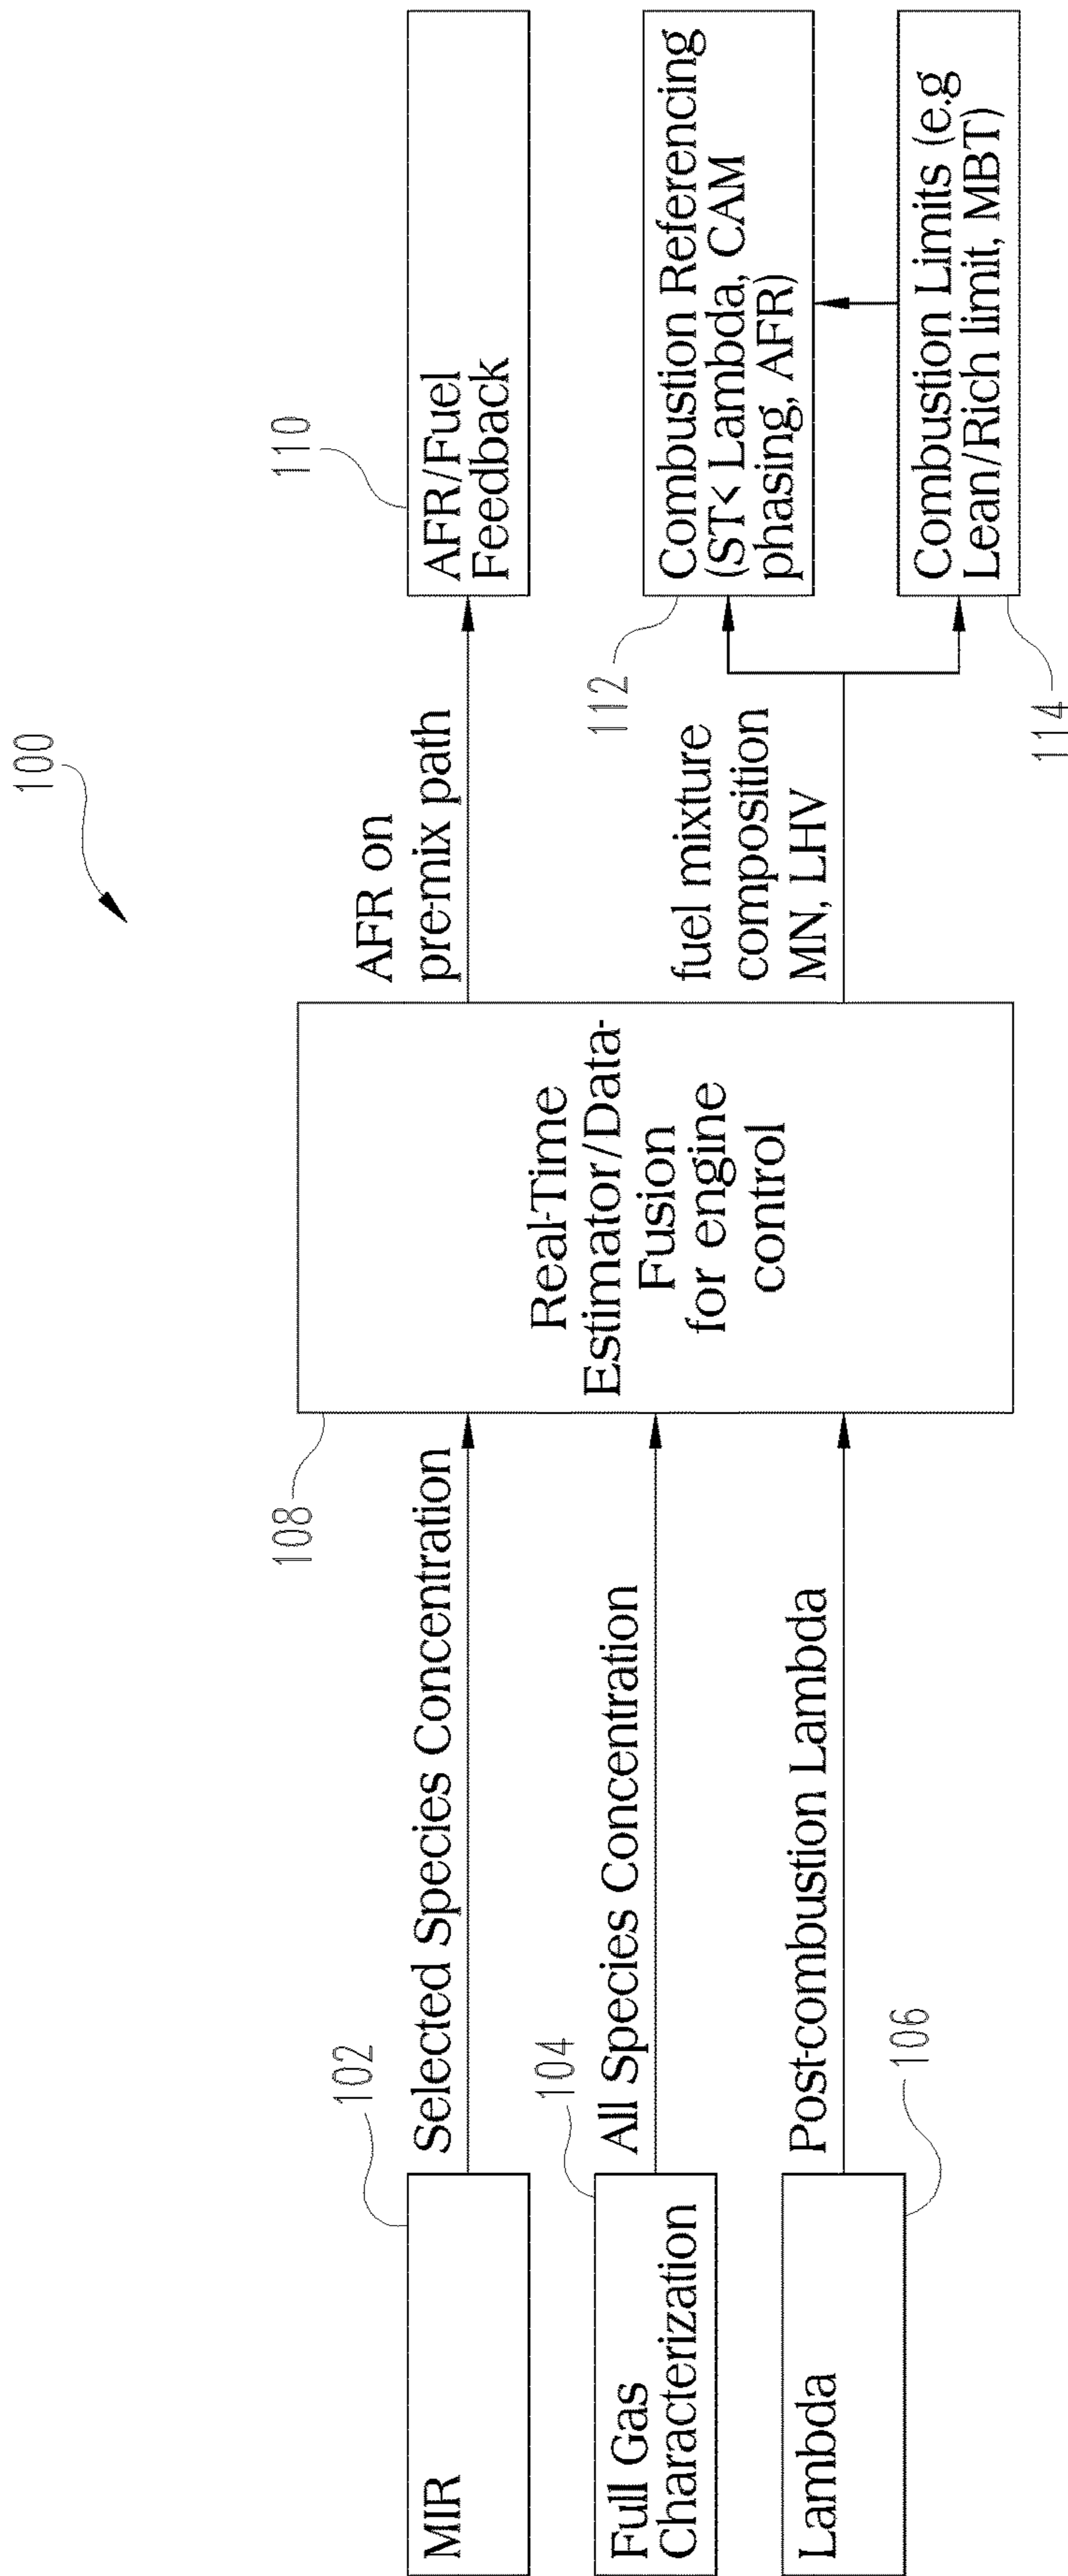 100
MIR
102
Selected Species Concentration
Full Gas
Characterization
104
All Species Concentration
Lambda
106
Post-combustion Lambda
108
Real-Time
Estimator/Data-
Fusion
for engine
control
AFR on
pre-mix path
110
AFR/Fuel
Feedback
fuel mixture
composition
MN, LHV
112
Combustion Referencing
(ST< Lambda, CAM
phasing, AFR)
114
Combustion Limits (e.g
Lean/Rich limit, MBT)